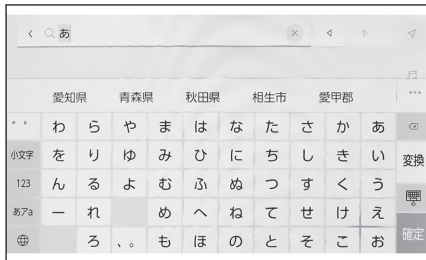 あ
愛知県 青森県 秋田県 相生市 愛甲郡
゛゜ わ ら や ま は な た さ か あ
小文字 を り ゆ み ひ に ち し き い 変換
123 ん る よ む ふ ぬ つ す く う
あアa ー れ め へ ね て せ け え
ろ 、。 も ほ の と そ こ お 確定